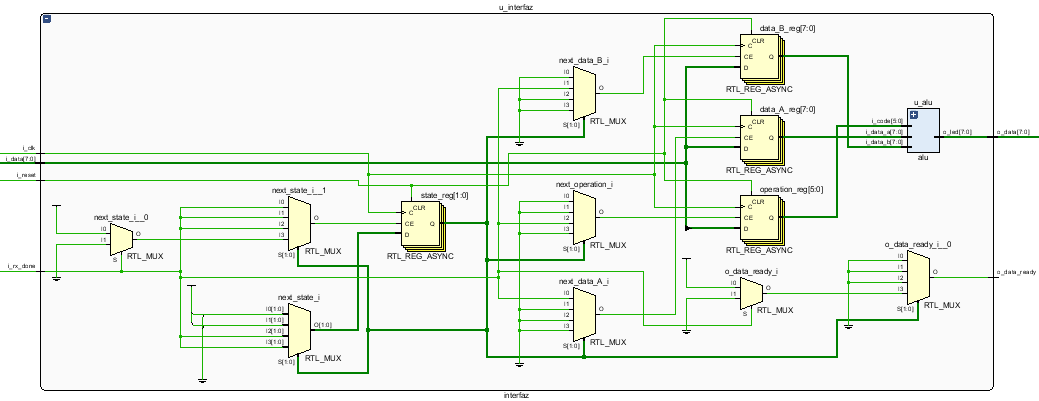 u_interfaz
data_B_reg[7:0]
CLR
C
CE
Q
D
RTL_REG_ASYNC
next_data_B_i
I0
I1
I2
I3
O
S[1:0]
RTL_MUX
data_A_reg[7:0]
CLR
C
CE
Q
D
RTL_REG_ASYNC
u_alu
i_code[5:0]
i_data_a[7:0]
i_data_b[7:0]
o_led[7:0]
alu
o_data[7:0]
i_clk
i_data[7:0]
i_reset
next_state_i__1
I0
I1
I2
I3
O
S[1:0]
RTL_MUX
state_reg[1:0]
CLR
C
CE
Q
D
RTL_REG_ASYNC
next_operation_i
I0
I1
I2
I3
O
S[1:0]
RTL_MUX
operation_reg[5:0]
CLR
C
CE
Q
D
RTL_REG_ASYNC
next_state_i__0
I0
I1
O
S
RTL_MUX
i_rx_done
o_data_ready_i__0
I0
I1
I2
I3
O
S[1:0]
RTL_MUX
o_data_ready
o_data_ready_i
I0
I1
O
S
RTL_MUX
next_data_A_i
I0
I1
I2
I3
O
S[1:0]
RTL_MUX
next_state_i
I0[1:0]
I1[1:0]
I2[1:0]
I3[1:0]
O[1:0]
S[1:0]
RTL_MUX
interfaz